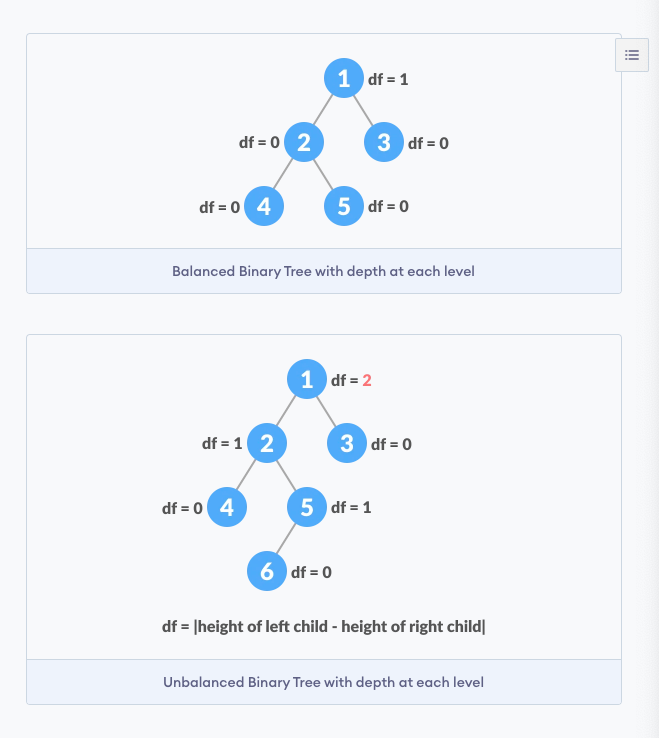 1 df = 1
df = 0 2 3 df = 0
df = 0 4 5 df = 0
Balanced Binary Tree with depth at each level
1 df = 2
df = 1 2 3 df = 0
df = 0 4 5 df = 1
6 df = 0
df = |height of left child - height of right child|
Unbalanced Binary Tree with depth at each level